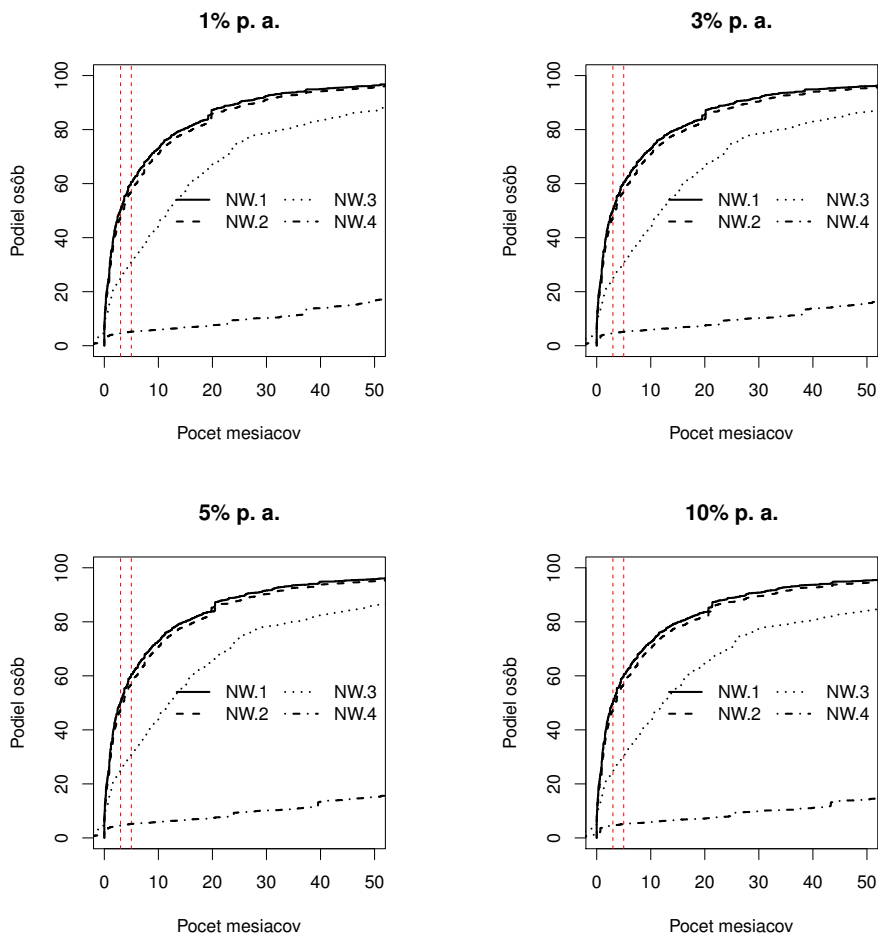 1% p. a.
Podiel osôb
0 20 40 60 80 100
NW.1 NW.3
NW.2 NW.4
0 10 20 30 40 50
Pocet mesiacov
3% p. a.
Podiel osôb
0 20 40 60 80 100
NW.1 NW.3
NW.2 NW.4
0 10 20 30 40 50
Pocet mesiacov
5% p. a.
Podiel osôb
0 20 40 60 80 100
NW.1 NW.3
NW.2 NW.4
0 10 20 30 40 50
Pocet mesiacov
10% p. a.
Podiel osôb
0 20 40 60 80 100
NW.1 NW.3
NW.2 NW.4
0 10 20 30 40 50
Pocet mesiacov